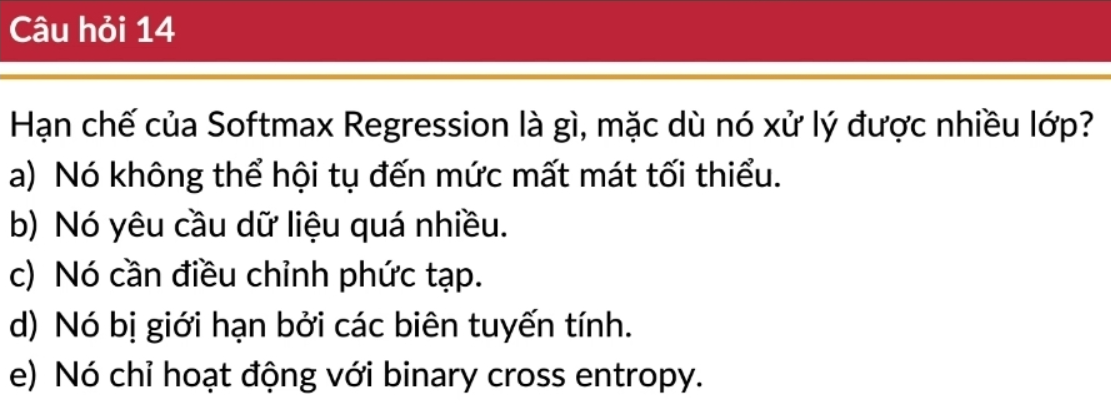 Câu hỏi 14
Hạn chế của Softmax Regression là gì, mặc dù nó xử lý được nhiều lớp?
a) Nó không thể hội tụ đến mức mất mát tối thiểu.
b) Nó yêu cầu dữ liệu quá nhiều.
c) Nó cần điều chỉnh phức tạp.
d) Nó bị giới hạn bởi các biên tuyến tính.
e) Nó chỉ hoạt động với binary cross entropy.